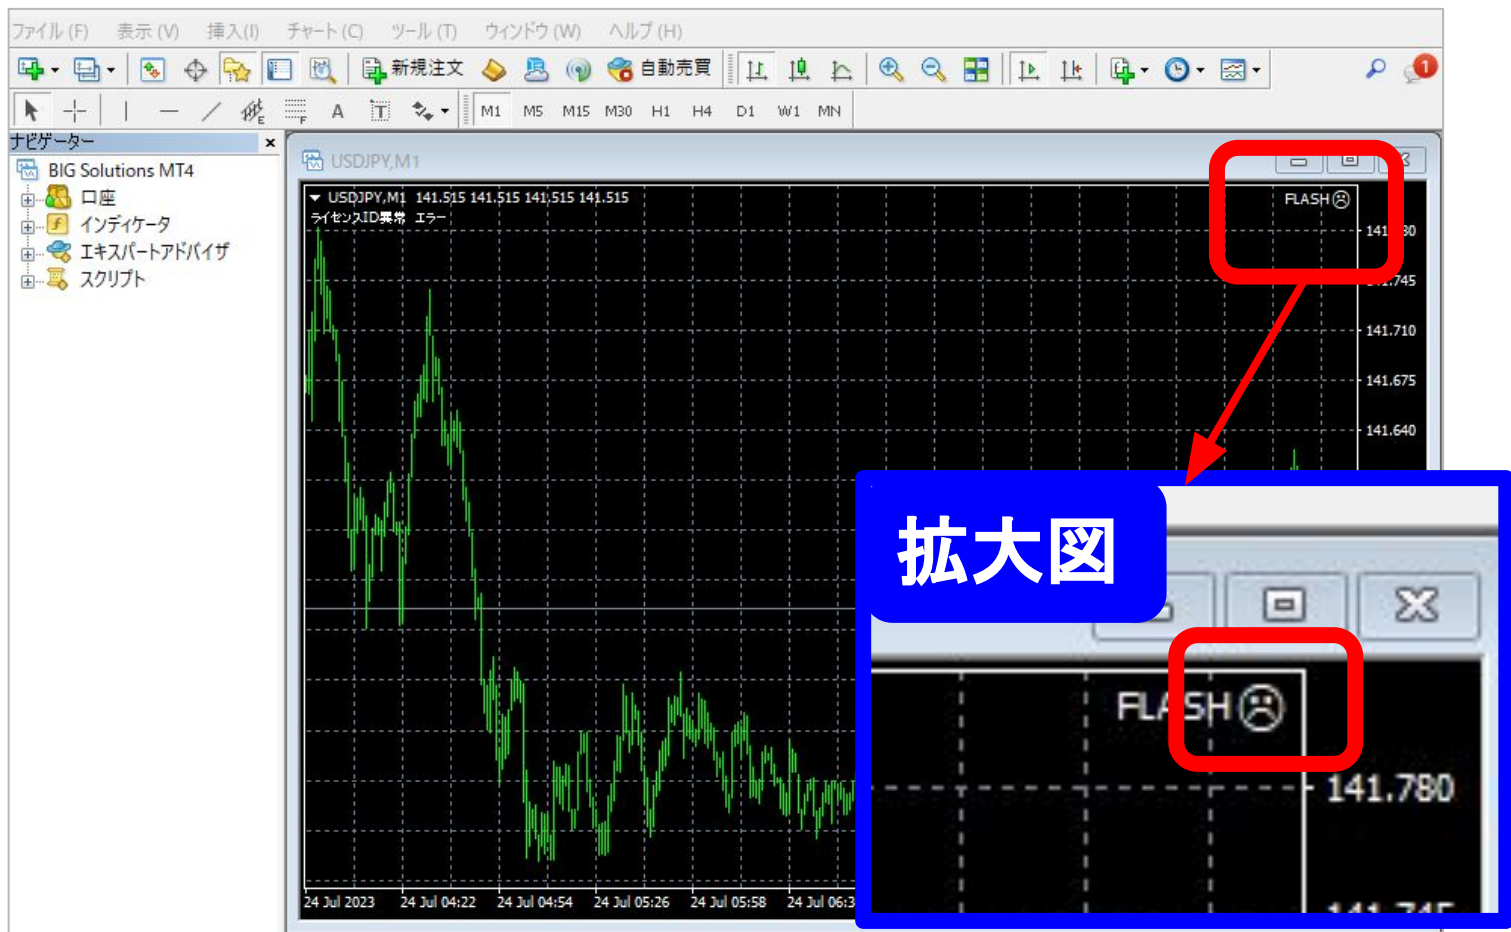 ファイル (F) 表示 (V) 挿入(I) チャート (C) ツール (T) ウィンドウ (W) ヘルプ (H)
新規注文 自動売買 1
E F A T M1 M5 M15 M30 H1 H4 D1 W1 MN
ナビゲーター
BIG Solutions MT4
口座
インディケータ
エキスパートアドバイザ
スクリプト
USDJPY,M1
USDJPY,M1 141.515 141.515 141.515 141.515
ライセンスID異常 エラー
FLASH
141.745
141.710
141.675
141.640
24 Jul 2023 24 Jul 04:22 24 Jul 04:54 24 Jul 05:26 24 Jul 05:58
拡大図
FLASH
141.780
141.745